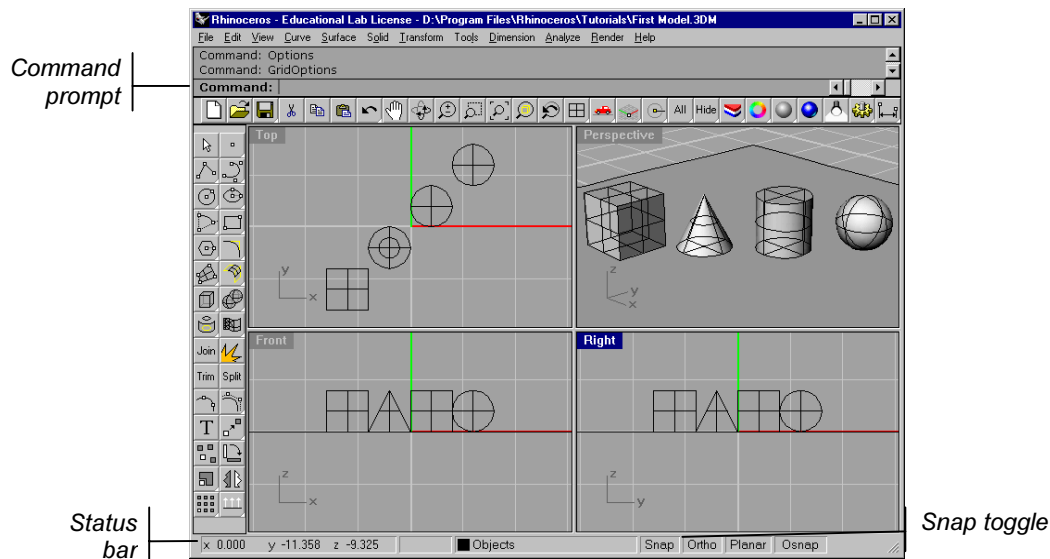 Rhinoceros - Educational Lab License - D:\Program Files\Rhinoceros\Tutorials\First Model.3DM
File Edit View Curve Surface Solid Transform Tools Dimension Analyze Render Help
Command: Options
Command: GridOptions
Command:
Command
prompt
All Hide
Top
Perspective
y
x
z
y
x
Join
Trim Split
T
Front
Right
z
x
z
y
x 0.000 y -11.358 z -9.325 Objects Snap Ortho Planar Osnap
Status
bar
Snap toggle